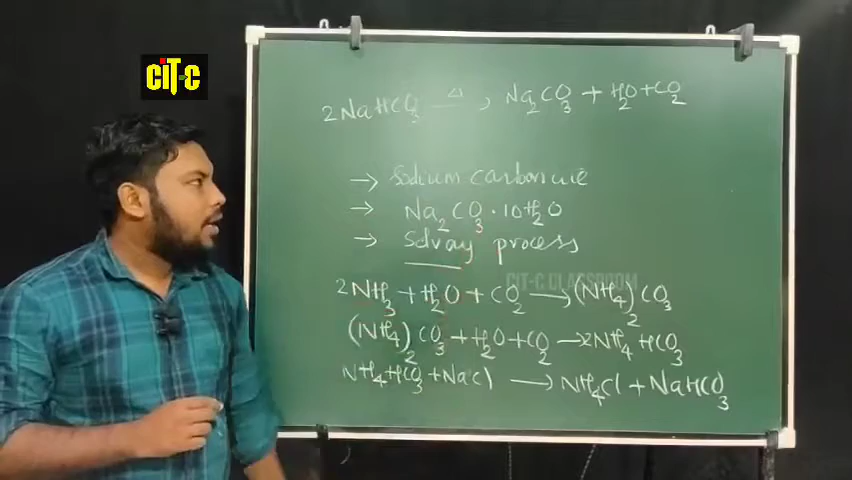 CiT-C
2NaHCO3 —Δ→ Na2CO3 + H2O + CO2
→ Sodium carbonate
→ Na2CO3·10H2O
→ Solvay process
CIT-C CLASSROOM
2NH3 + H2O + CO2 → (NH4)2CO3
(NH4)2CO3 + H2O + CO2 → 2NH4HCO3
NH4HCO3 + NaCl → NH4Cl + NaHCO3